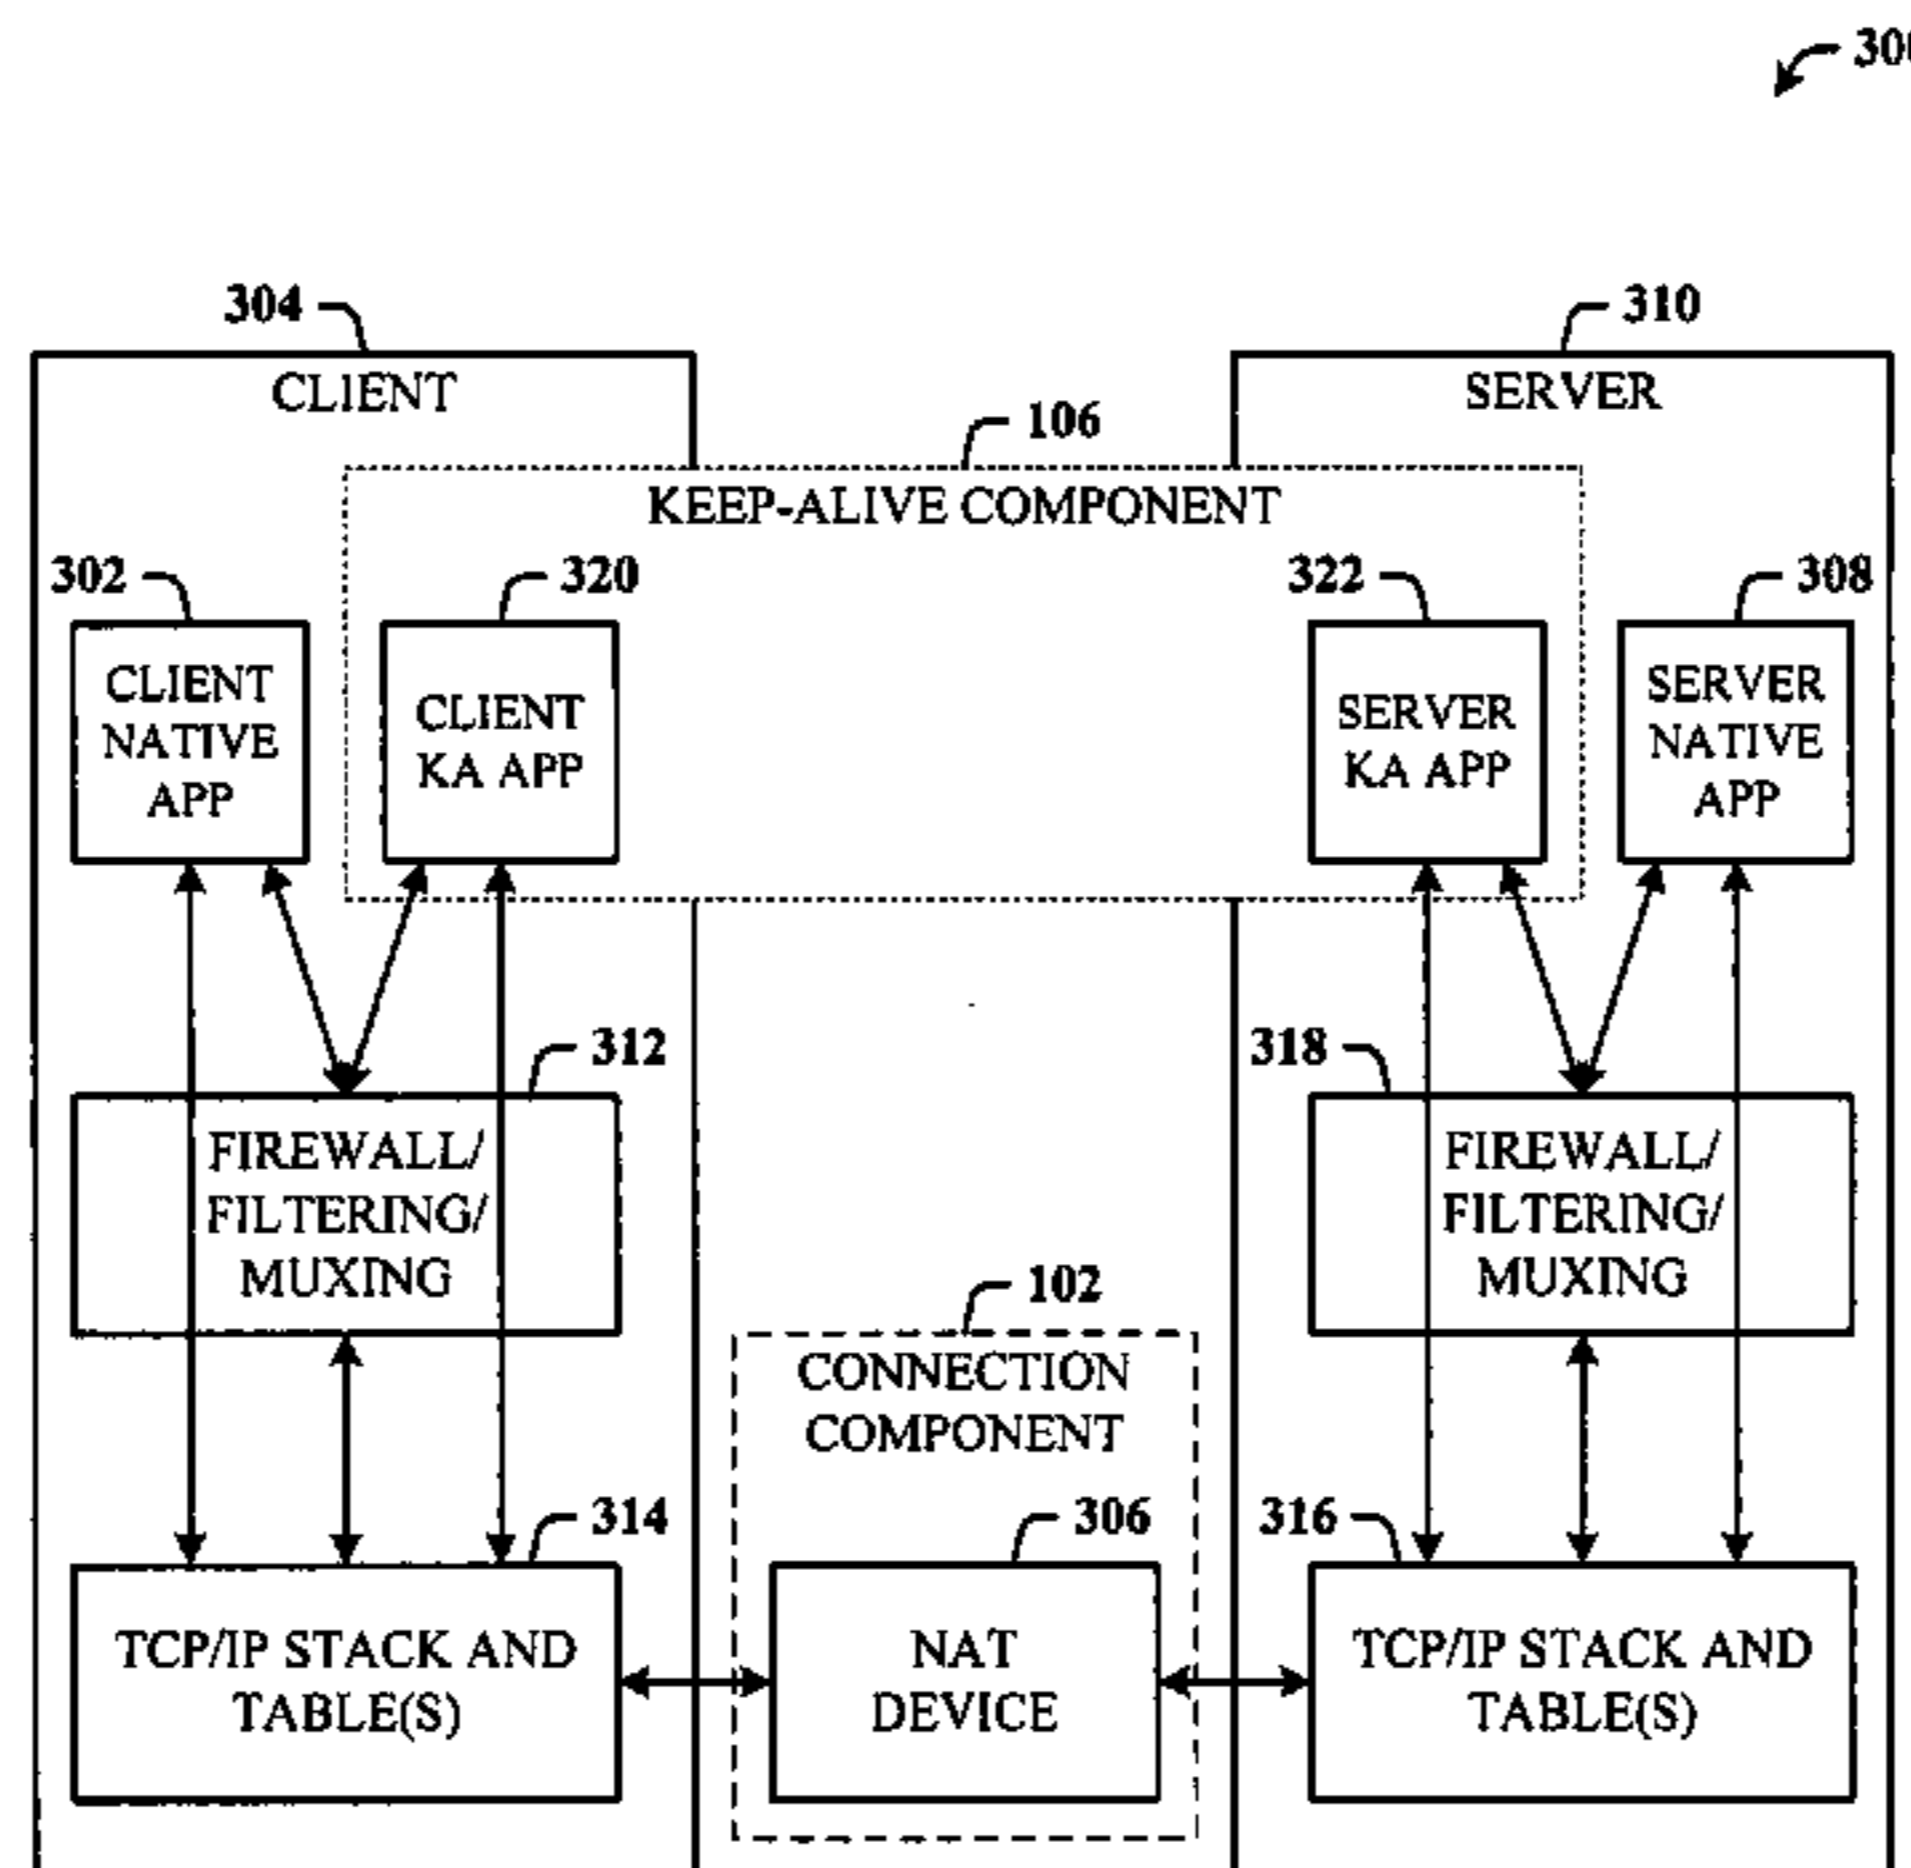 304
310
CLIENT
SERVER
106
KEEP-ALIVE COMPONENT
302
320
322
308
CLIENT
NATIVE
APP
CLIENT
KA APP
SERVER
KA APP
SERVER
NATIVE
APP
312
318
FIREWALL/
FILTERING/
MUXING
FIREWALL/
FILTERING/
MUXING
102
CONNECTION
COMPONENT
314
306
316
TCP/IP STACK AND
TABLE(S)
NAT
DEVICE
TCP/IP STACK AND
TABLE(S)